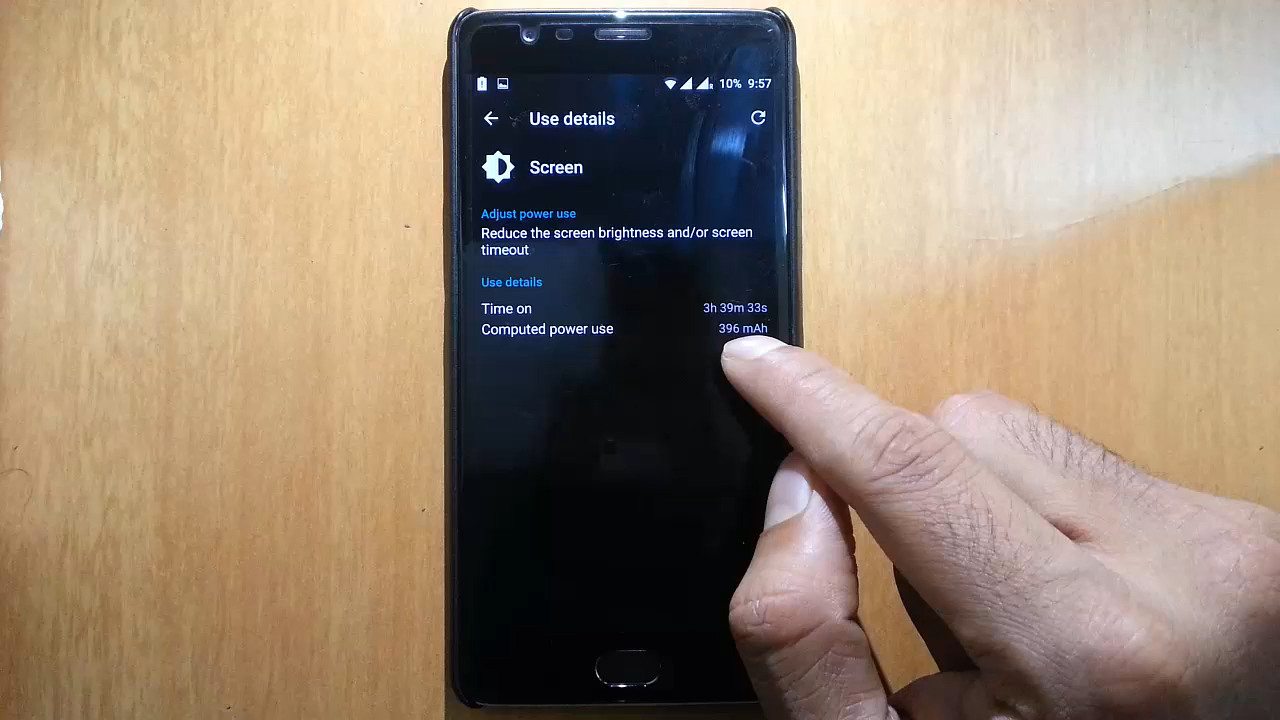 10% 9:57
Use details
Screen
Adjust power use
Reduce the screen brightness and/or screen
timeout
Use details
Time on 3h 39m 33s
Computed power use 396 mAh